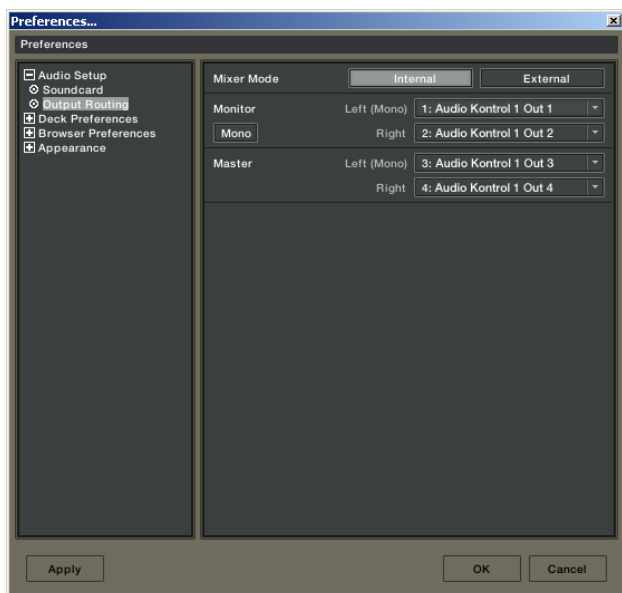 Preferences...
Preferences
Audio Setup
Soundcard
Output Routing
Deck Preferences
Browser Preferences
Appearance
Mixer Mode Internal External
Monitor Left (Mono) 1: Audio Kontrol 1 Out 1
Mono Right 2: Audio Kontrol 1 Out 2
Master Left (Mono) 3: Audio Kontrol 1 Out 3
Right 4: Audio Kontrol 1 Out 4
Apply OK Cancel